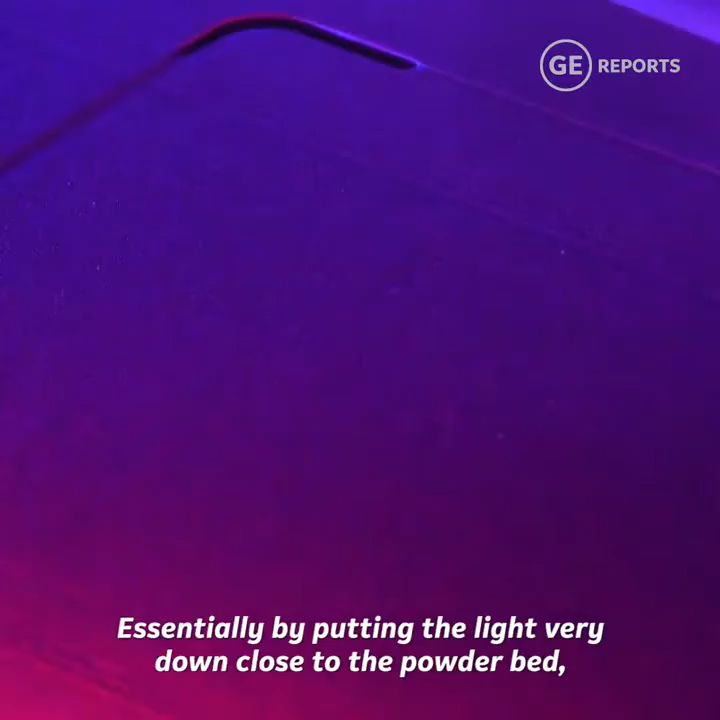 GE REPORTS
Essentially by putting the light very
down close to the powder bed,